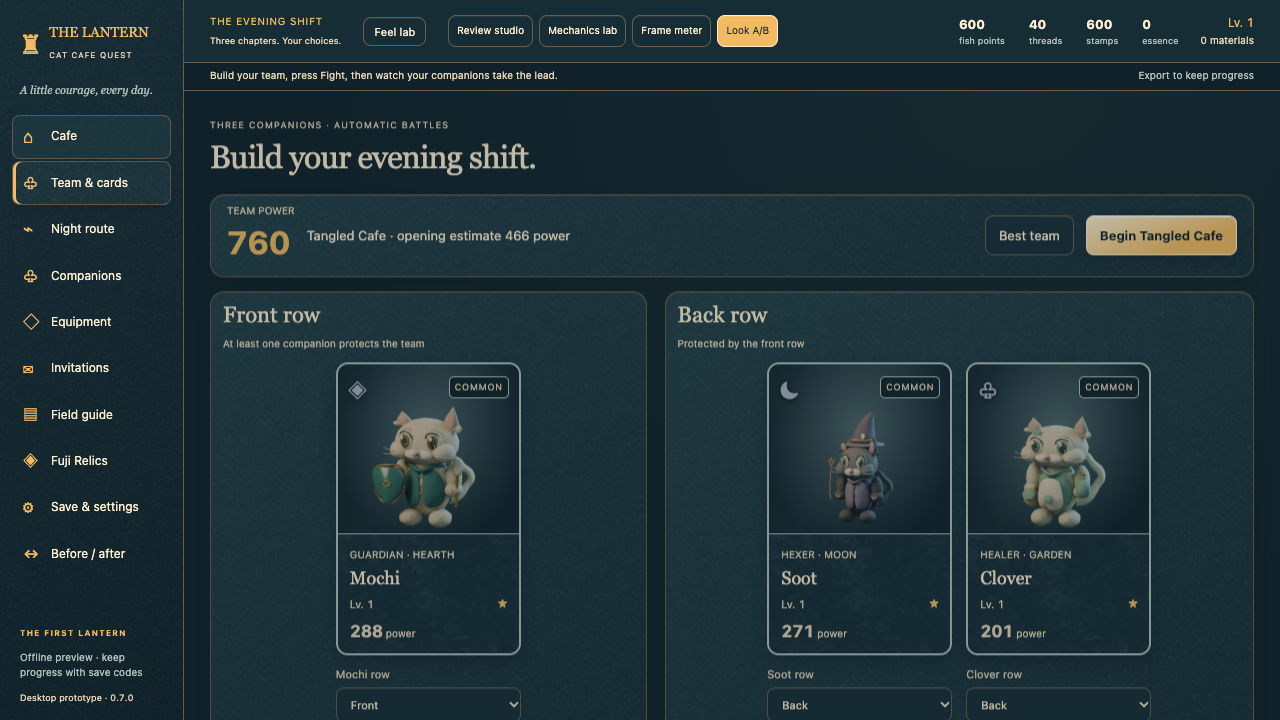 THE LANTERN
CAT CAFE QUEST
A little courage, every day.
Cafe
Team & cards
Night route
Companions
Equipment
Invitations
Field guide
Fuji Relics
Save & settings
Before / after
THE FIRST LANTERN
Offline preview · keep
progress with save codes
Desktop prototype · 0.7.0
THE EVENING SHIFT
Three chapters. Your choices.
Feel lab
Review studio
Mechanics lab
Frame meter
Look A/B
600
fish points
40
threads
600
stamps
0
essence
Lv. 1
0 materials
Build your team, press Fight, then watch your companions take the lead.
Export to keep progress
THREE COMPANIONS · AUTOMATIC BATTLES
Build your evening shift.
TEAM POWER
760
Tangled Cafe · opening estimate 466 power
Best team
Begin Tangled Cafe
Front row
At least one companion protects the team
COMMON
GUARDIAN · HEARTH
Mochi
Lv. 1
288 power
Mochi row
Front
Back row
Protected by the front row
COMMON
HEXER · MOON
Soot
Lv. 1
271 power
Soot row
Back
COMMON
HEALER · GARDEN
Clover
Lv. 1
201 power
Clover row
Back